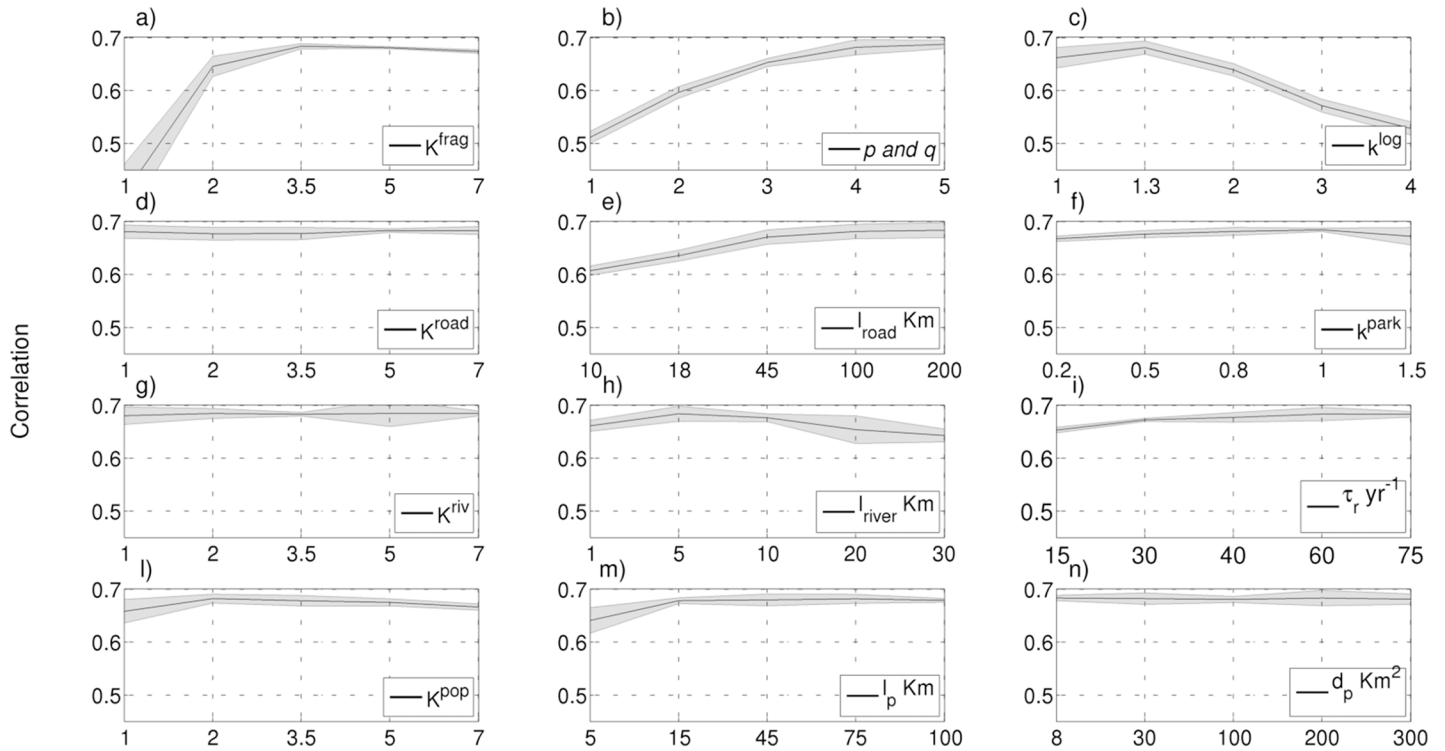 a)
b)
c)
0.7
0.6
0.5
K^frag
1 2 3.5 5 7
0.7
0.6
0.5
p and q
1 2 3 4 5
0.7
0.6
0.5
k^log
1 1.3 2 3 4
d)
e)
f)
0.7
0.6
0.5
K^road
1 2 3.5 5 7
0.7
0.6
0.5
l_road Km
10 18 45 100 200
0.7
0.6
0.5
k^park
0.2 0.5 0.8 1 1.5
Correlation
g)
h)
i)
0.7
0.6
0.5
K^riv
1 2 3.5 5 7
0.7
0.6
0.5
l_river Km
1 5 10 20 30
0.7
0.6
0.5
τ_r yr^-1
15 30 40 60 75
l)
m)
n)
0.7
0.6
0.5
K^pop
1 2 3.5 5 7
0.7
0.6
0.5
l_p Km
5 15 45 75 100
0.7
0.6
0.5
d_p Km^2
8 30 100 200 300